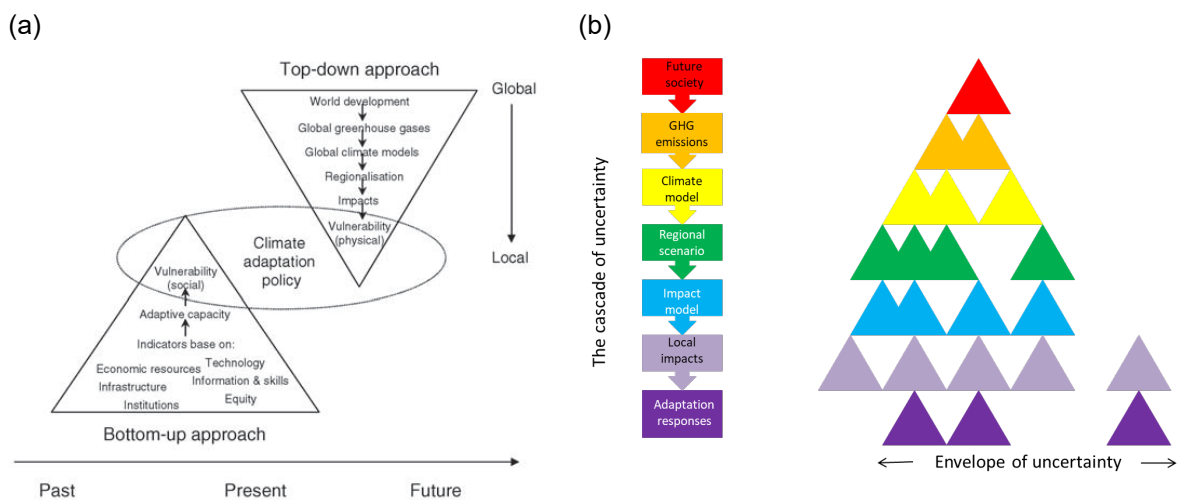 (a)
Top-down approach
World development
Global greenhouse gases
Global climate models
Regionalisation
Impacts
Vulnerability
(physical)
Global
Local
Climate
adaptation
policy
Vulnerability
(social)
Adaptive capacity
Indicators base on:
Economic resources
Technology
Infrastructure
Information & skills
Institutions
Equity
Bottom-up approach
Past
Present
Future
(b)
The cascade of uncertainty
Future
society
GHG
emissions
Climate
model
Regional
scenario
Impact
model
Local
impacts
Adaptation
responses
Envelope of uncertainty